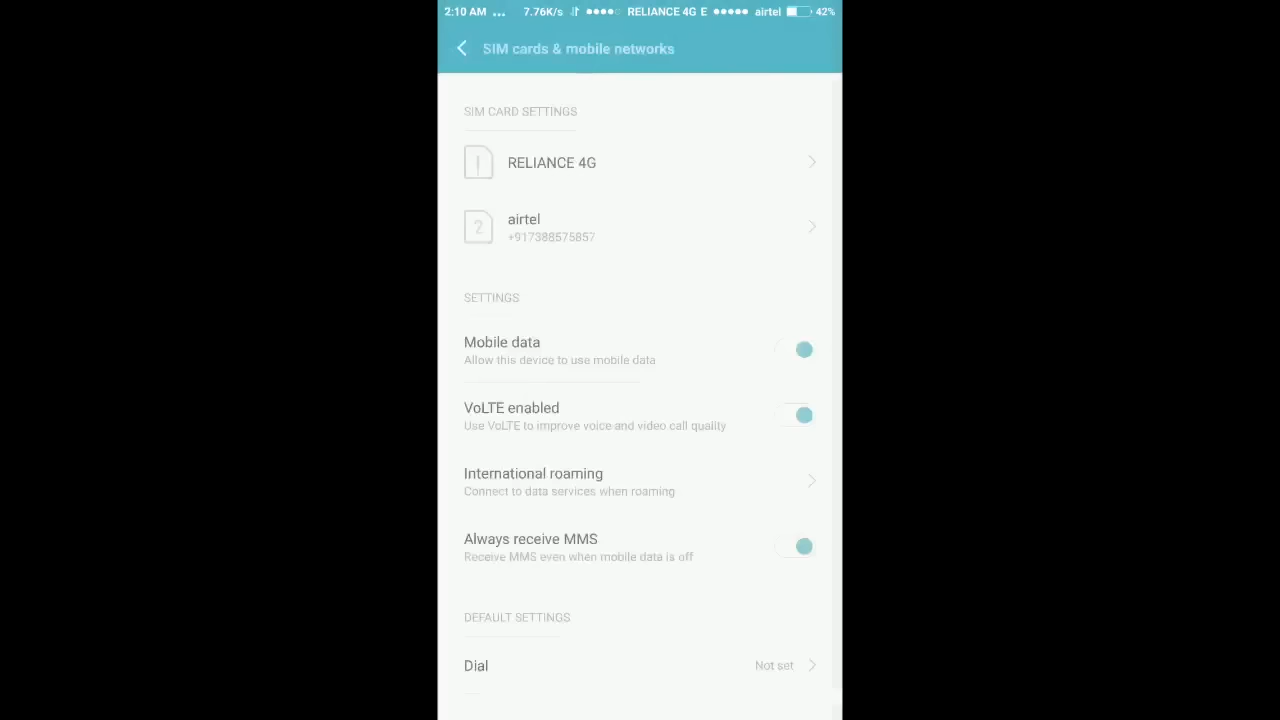 2:10 AM ... 7.76K/s RELIANCE 4G E airtel 42%
SIM cards & mobile networks
SIM CARD SETTINGS
RELIANCE 4G
2 airtel
+917388575857
SETTINGS
Mobile data
Allow this device to use mobile data
VoLTE enabled
Use VoLTE to improve voice and video call quality
International roaming
Connect to data services when roaming
Always receive MMS
Receive MMS even when mobile data is off
DEFAULT SETTINGS
Dial Not set